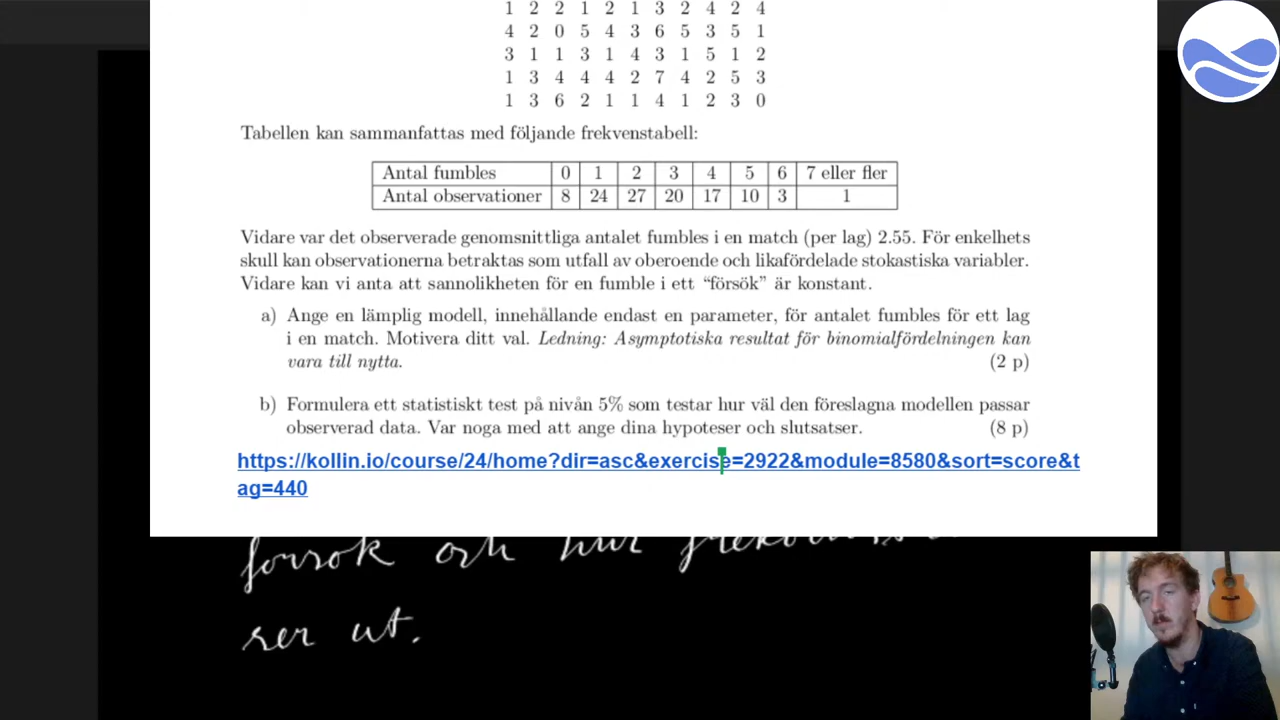 1 2 2 1 2 1 3 2 4 2 4
4 2 0 5 4 3 6 5 3 5 1
3 1 1 3 1 4 3 1 5 1 2
1 3 4 4 4 2 7 4 2 5 3
1 3 6 2 1 1 4 1 2 3 0
Tabellen kan sammanfattas med följande frekvenstabell:
Antal fumbles 0 1 2 3 4 5 6 7 eller fler
Antal observationer 8 24 27 20 17 10 3 1
Vidare var det observerade genomsnittliga antalet fumbles i en match (per lag) 2.55. För enkelhets
skull kan observationerna betraktas som utfall av oberoende och likafördelade stokastiska variabler.
Vidare kan vi anta att sannolikheten för en fumble i ett “försök” är konstant.
a) Ange en lämplig modell, innehållande endast en parameter, för antalet fumbles för ett lag
i en match. Motivera ditt val. Ledning: Asymptotiska resultat för binomialfördelningen kan
vara till nytta. (2 p)
b) Formulera ett statistiskt test på nivån 5% som testar hur väl den föreslagna modellen passar
observerad data. Var noga med att ange dina hypoteser och slutsatser. (8 p)
https://kollin.io/course/24/home?dir=asc&exercise=2922&module=8580&sort=score&t
ag=440
försök och hur
ser ut.